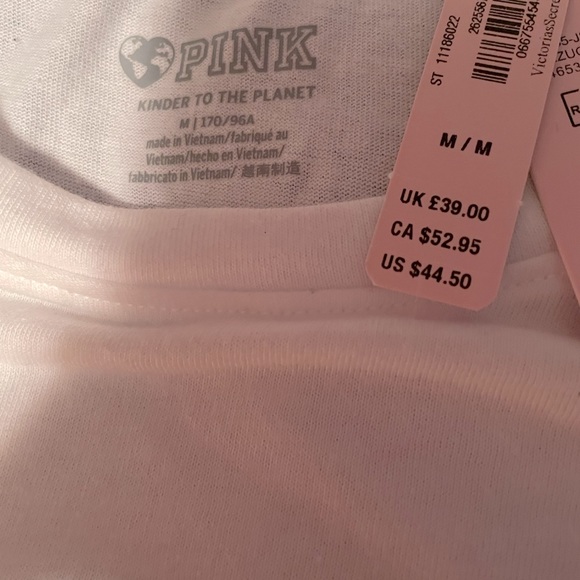 PINK
KINDER TO THE PLANET
M | 170/96A
made in Vietnam/fabriqué au
Vietnam/hecho en Vietnam/
fabbricato in Vietnam/ 越南制造
ST 11186022
VictoriasSecre
M / M
UK £39.00
CA $52.95
US $44.50